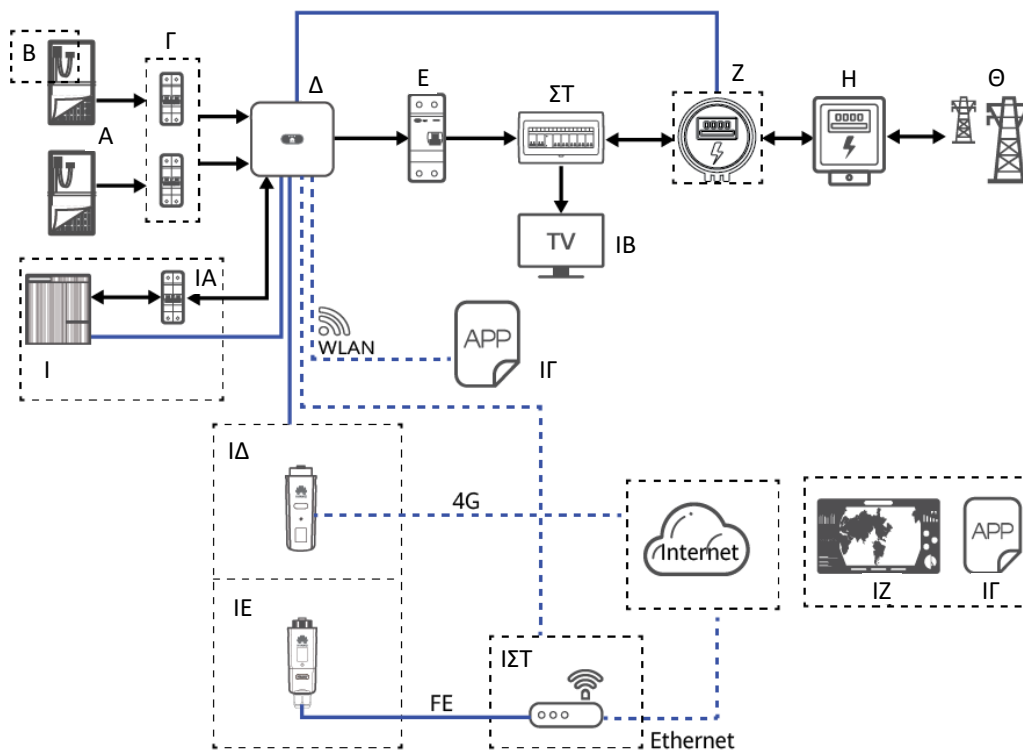 Β
Γ
Δ
Ε
ΣΤ
Ζ
Η
Θ
Α
TV
ΙΒ
ΙΑ
Ι
WLAN
APP
ΙΓ
ΙΔ
4G
Internet
APP
ΙΖ
ΙΓ
ΙΕ
ΙΣΤ
FE
Ethernet